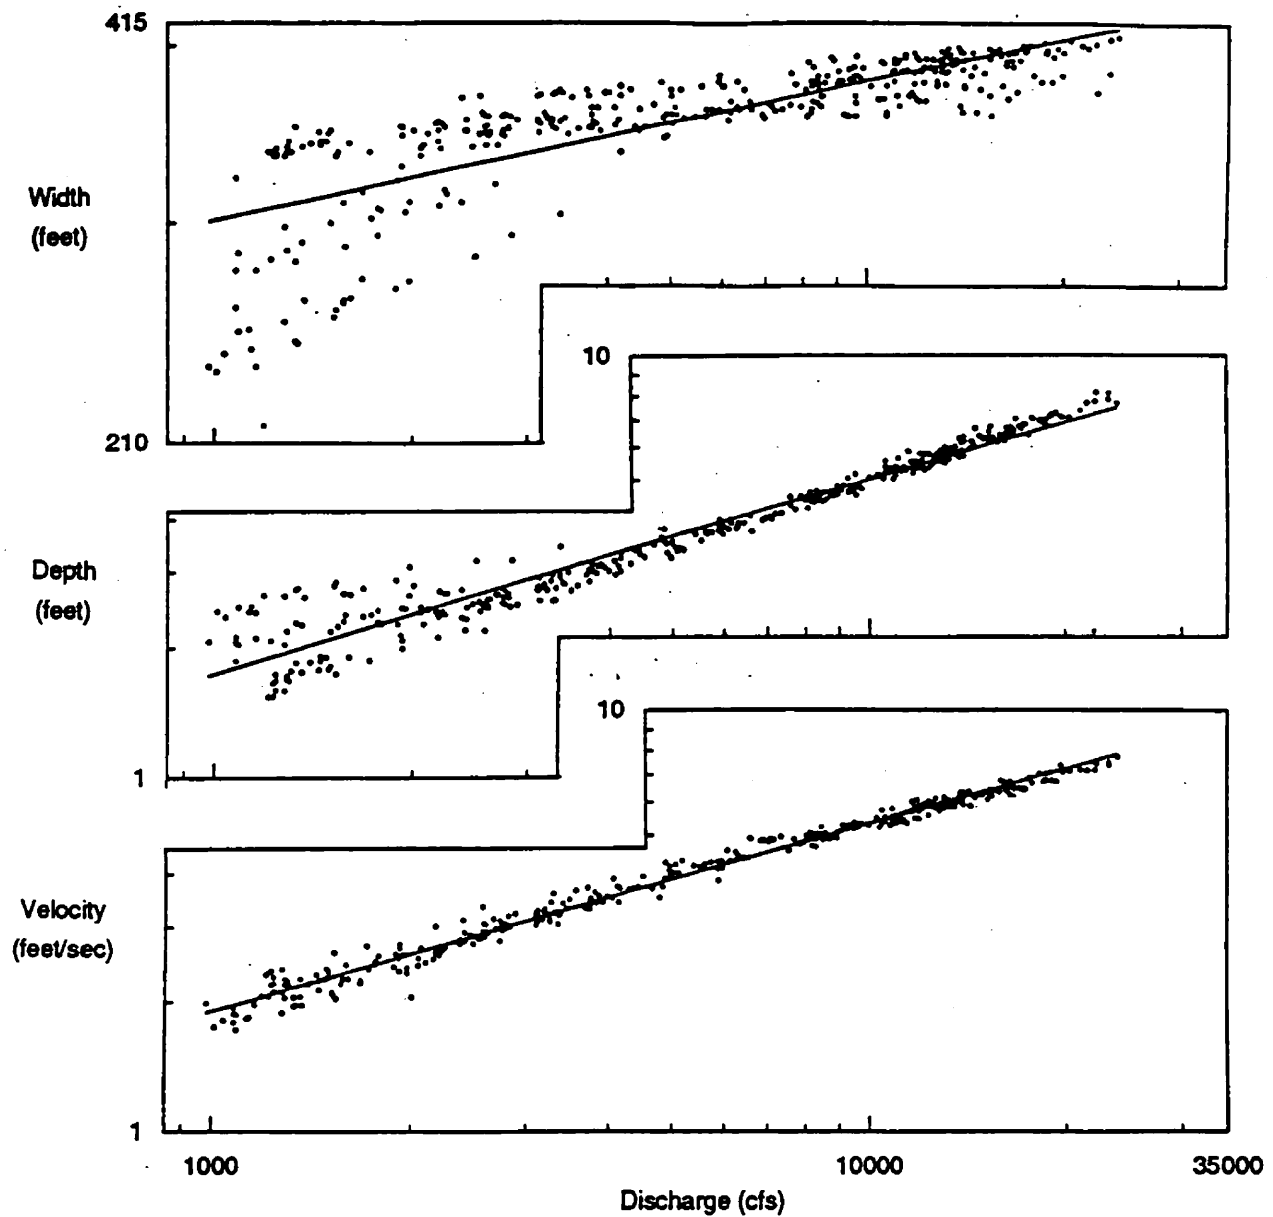 415
Width
(feet)
210
10
Depth
(feet)
1
10
Velocity
(feet/sec)
1
1000
10000
35000
Discharge (cfs)